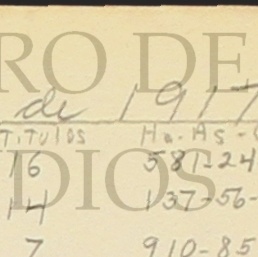 RO DE
de 1917
TITULOS Ha-As-
16 581-24
DIOS
14 137-56-
7 910-85